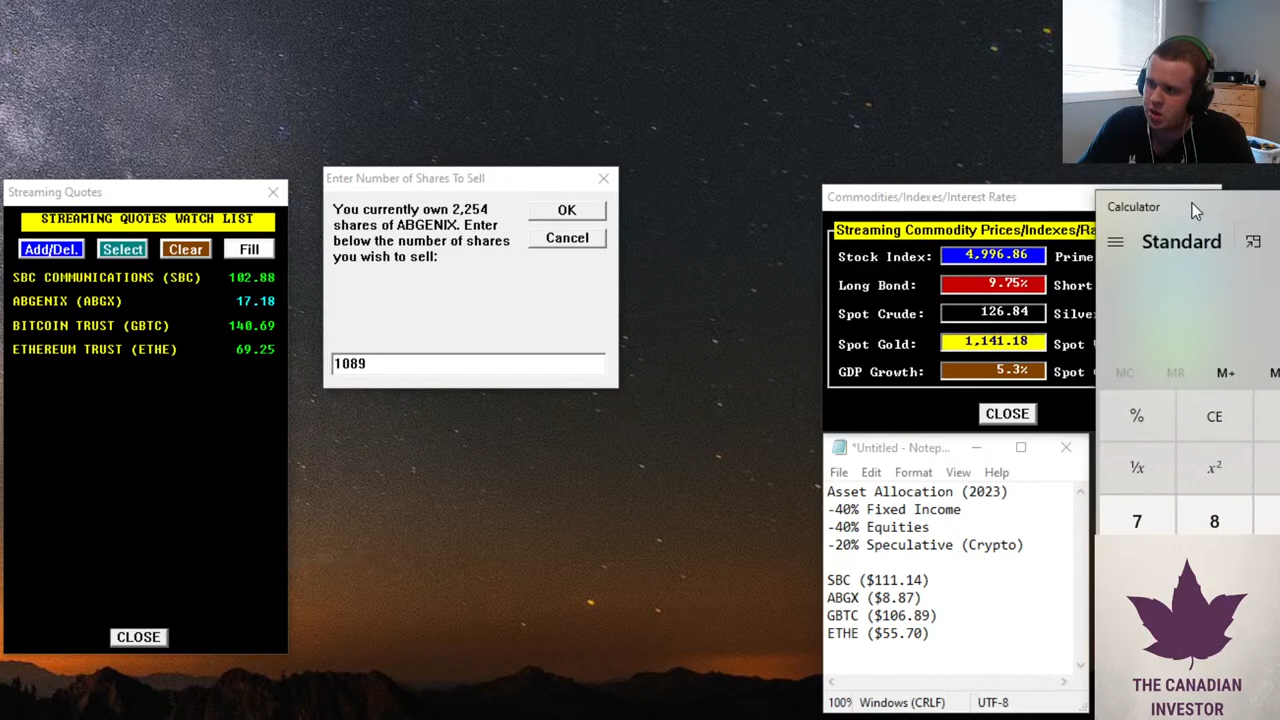 Streaming Quotes
STREAMING QUOTES WATCH LIST
Add/Del. Select Clear Fill
SBC COMMUNICATIONS (SBC) 102.88
ABGENIX (ABGX) 17.18
BITCOIN TRUST (GBTC) 140.69
ETHEREUM TRUST (ETHE) 69.25
CLOSE
Enter Number of Shares To Sell
You currently own 2,254
shares of ABGENIX. Enter
below the number of shares
you wish to sell:
OK
Cancel
1089
Commodities/Indexes/Interest Rates
Streaming Commodity Prices/Indexes/Ra
Stock Index: 4,996.86 Prime
Long Bond: 9.75% Short
Spot Crude: 126.84 Silve
Spot Gold: 1,141.18 Spot
GDP Growth: 5.3% Spot
CLOSE
*Untitled - Notep...
File Edit Format View Help
Asset Allocation (2023)
-40% Fixed Income
-40% Equities
-20% Speculative (Crypto)
SBC ($111.14)
ABGX ($8.87)
GBTC ($106.89)
ETHE ($55.70)
100% Windows (CRLF) UTF-8
Calculator
Standard
MC MR M+ M
% CE
¹/x x²
7 8
THE CANADIAN
INVESTOR